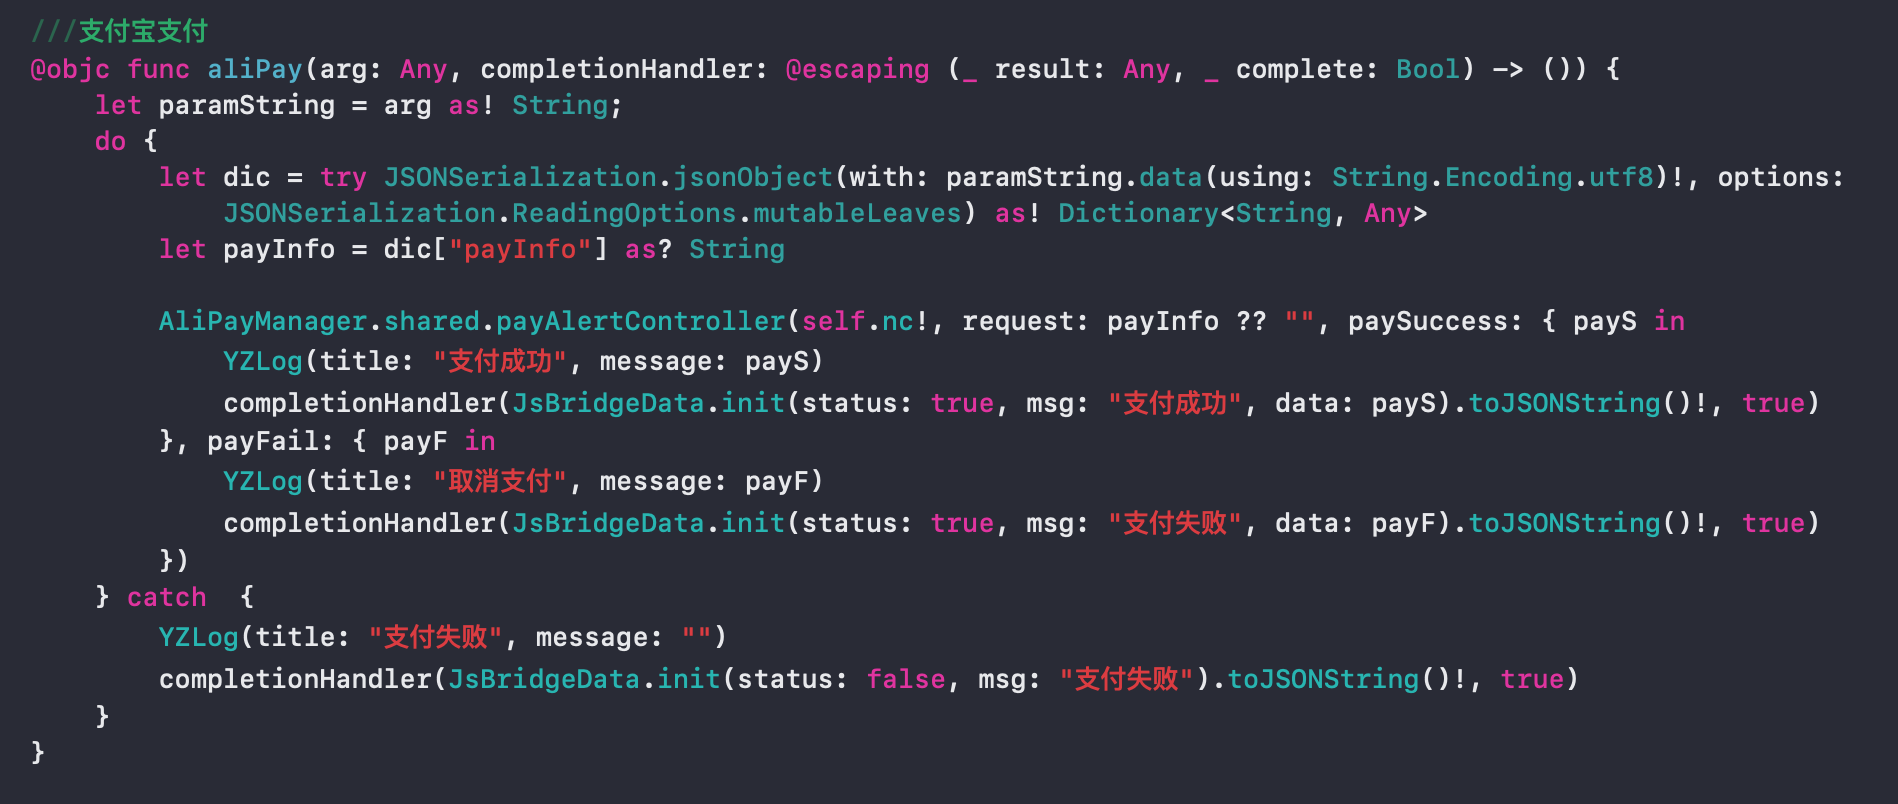 ///支付宝支付
@objc func aliPay(arg: Any, completionHandler: @escaping (_ result: Any, _ complete: Bool) -> ()) {
    let paramString = arg as! String;
    do {
        let dic = try JSONSerialization.jsonObject(with: paramString.data(using: String.Encoding.utf8)!, options:
            JSONSerialization.ReadingOptions.mutableLeaves) as! Dictionary<String, Any>
        let payInfo = dic["payInfo"] as? String

        AliPayManager.shared.payAlertController(self.nc!, request: payInfo ?? "", paySuccess: { payS in
            YZLog(title: "支付成功", message: payS)
            completionHandler(JsBridgeData.init(status: true, msg: "支付成功", data: payS).toJSONString()!, true)
        }, payFail: { payF in
            YZLog(title: "取消支付", message: payF)
            completionHandler(JsBridgeData.init(status: true, msg: "支付失败", data: payF).toJSONString()!, true)
        })
    } catch  {
        YZLog(title: "支付失败", message: "")
        completionHandler(JsBridgeData.init(status: false, msg: "支付失败").toJSONString()!, true)
    }
}